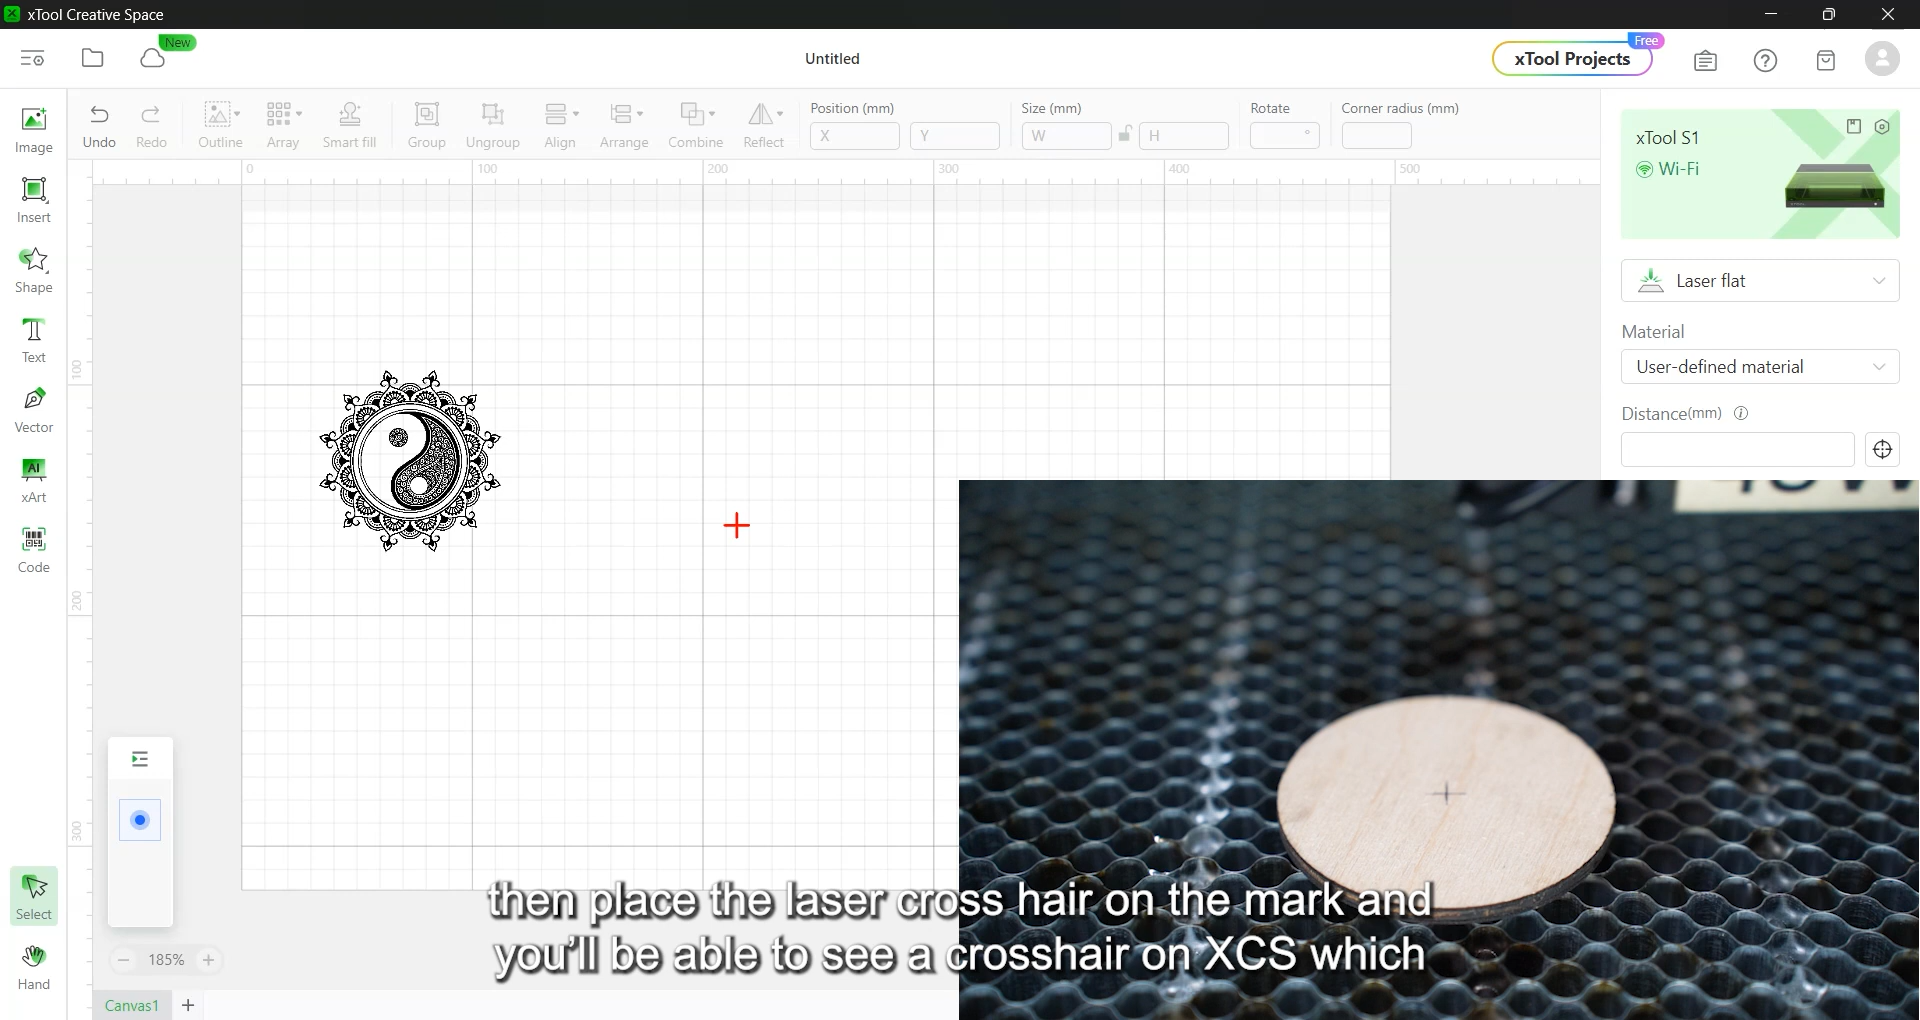 xTool Creative Space
New
Untitled
Free
xTool Projects
Image
Insert
Shape
Text
Vector
AI
xArt
Code
Select
Hand
Undo
Redo
Outline
Array
Smart fill
Group
Ungroup
Align
Arrange
Combine
Reflect
Position (mm)
X
Y
Size (mm)
W
H
Rotate
°
Corner radius (mm)
0
100
200
300
400
500
100
200
300
xTool S1
Wi-Fi
Laser flat
Material
User-defined material
Distance(mm)
185%
Canvas1
then place the laser cross hair on the mark and
you'll be able to see a crosshair on XCS which